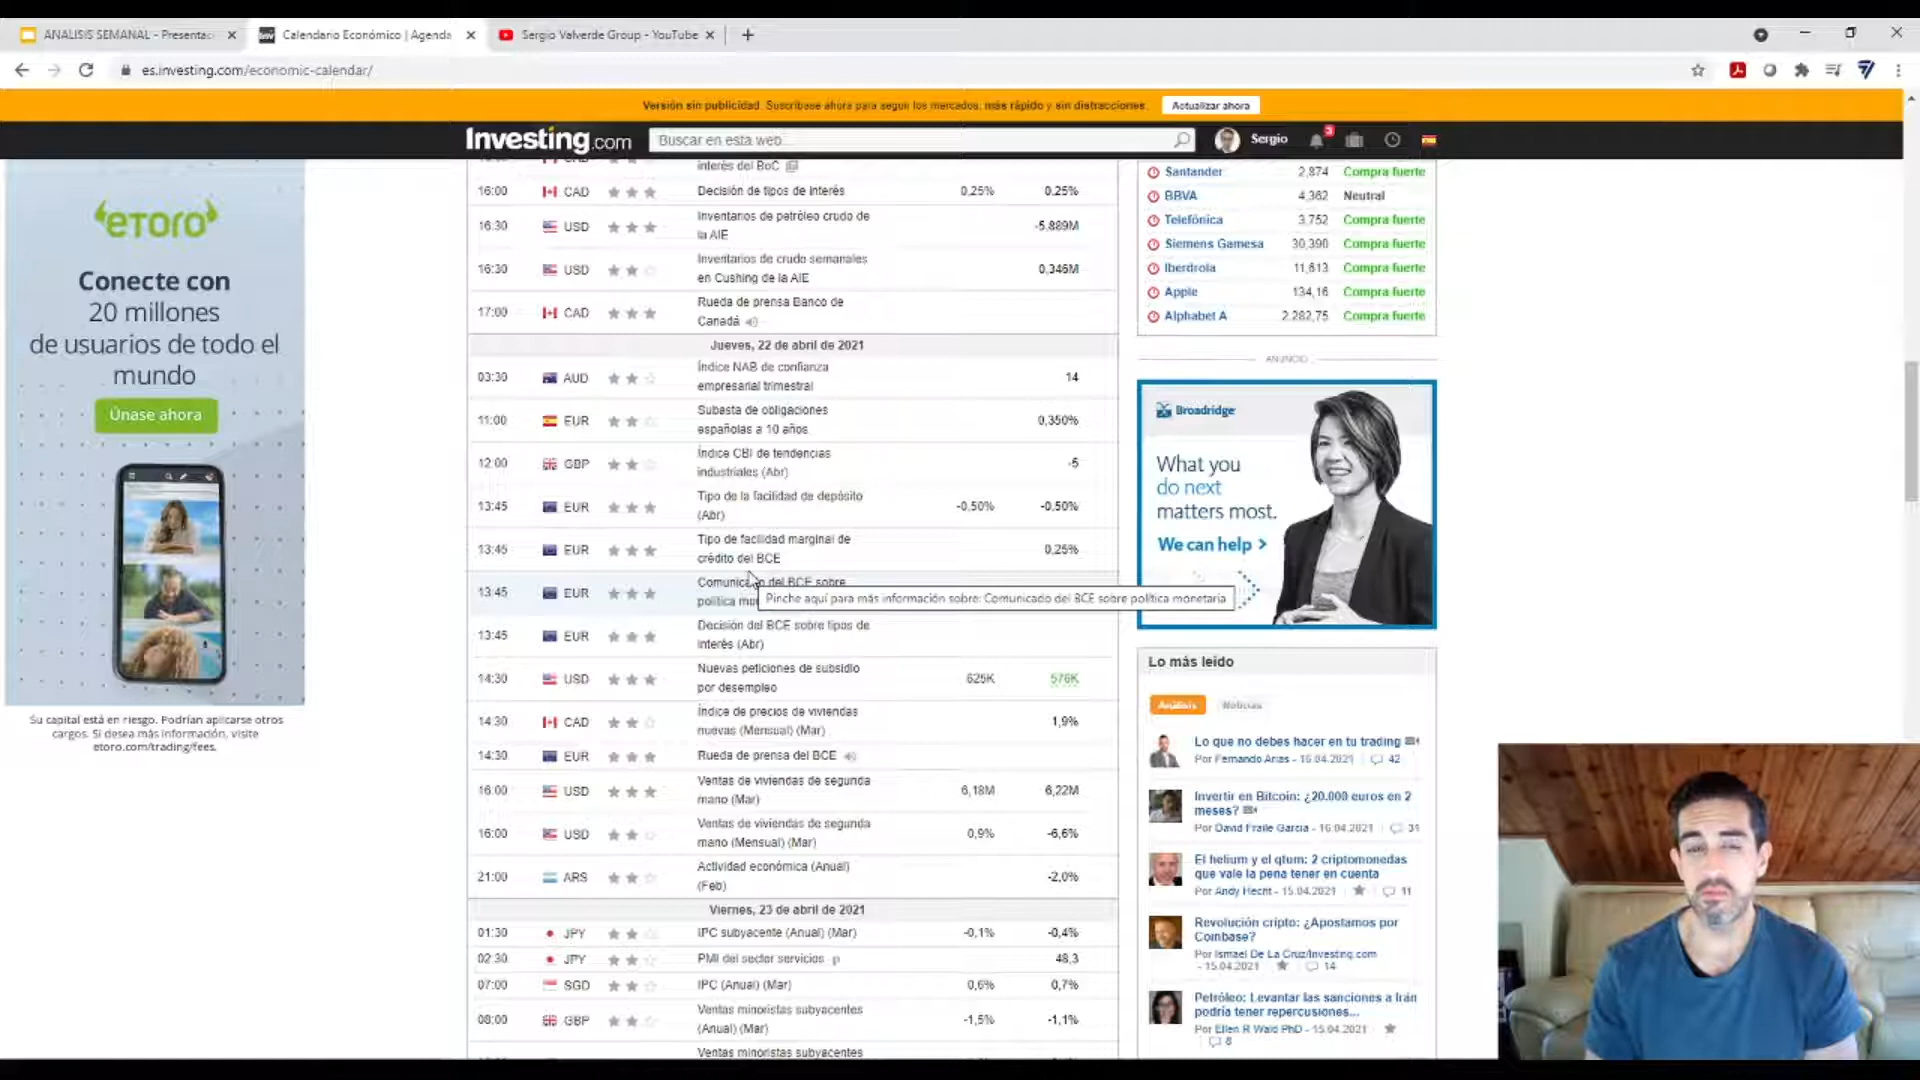 ANALISIS SEMANAL - Presentac
Calendario Económico | Agenda
Sergio Valverde Group - YouTube
es.investing.com/economic-calendar/
Versión sin publicidad. Suscríbase ahora para seguir los mercados, más rápido y sin distracciones.
Actualizar ahora
Investing.com
Buscar en esta web...
Sergio
3
eToro
Conecte con
20 millones
de usuarios de todo el
mundo
Únase ahora
Su capital está en riesgo. Podrían aplicarse otros
cargos. Si desea más información, visite
etoro.com/trading/fees.
interés del BoC
16:00 CAD Decisión de tipos de interés 0,25% 0,25%
16:30 USD Inventarios de petróleo crudo de
la AIE -5,889M
16:30 USD Inventarios de crudo semanales
en Cushing de la AIE 0,346M
17:00 CAD Rueda de prensa Banco de
Canadá
Jueves, 22 de abril de 2021
03:30 AUD Índice NAB de confianza
empresarial trimestral 14
11:00 EUR Subasta de obligaciones
españolas a 10 años 0,350%
12:00 GBP Índice CBI de tendencias
industriales (Abr) -5
13:45 EUR Tipo de la facilidad de depósito
(Abr) -0,50% -0,50%
13:45 EUR Tipo de facilidad marginal de
crédito del BCE 0,25%
13:45 EUR Comunicado del BCE sobre
política mo
Pinche aquí para más información sobre: Comunicado del BCE sobre política monetaria
13:45 EUR Decisión del BCE sobre tipos de
interés (Abr)
14:30 USD Nuevas peticiones de subsidio
por desempleo 625K 576K
14:30 CAD Índice de precios de viviendas
nuevas (Mensual) (Mar) 1,9%
14:30 EUR Rueda de prensa del BCE
16:00 USD Ventas de viviendas de segunda
mano (Mar) 6,18M 6,22M
16:00 USD Ventas de viviendas de segunda
mano (Mensual) (Mar) 0,9% -6,6%
21:00 ARS Actividad económica (Anual)
(Feb) -2,0%
Viernes, 23 de abril de 2021
01:30 JPY IPC subyacente (Anual) (Mar) -0,1% -0,4%
02:30 JPY PMI del sector servicios p 48,3
07:00 SGD IPC (Anual) (Mar) 0,6% 0,7%
08:00 GBP Ventas minoristas subyacentes
(Anual) (Mar) -1,5% -1,1%
Ventas minoristas subyacentes
Santander 2,874 Compra fuerte
BBVA 4,362 Neutral
Telefónica 3,752 Compra fuerte
Siemens Gamesa 30,390 Compra fuerte
Iberdrola 11,613 Compra fuerte
Apple 134,16 Compra fuerte
Alphabet A 2.282,75 Compra fuerte
ANUNCIO
Broadridge
What you
do next
matters most.
We can help >
Lo más leído
Análisis Noticias
Lo que no debes hacer en tu trading
Por Fernando Arias - 16.04.2021 42
Invertir en Bitcoin: ¿20.000 euros en 2
meses?
Por David Fraile Garcia - 16.04.2021 31
El helium y el qtum: 2 criptomonedas
que vale la pena tener en cuenta
Por Andy Hecht - 15.04.2021 11
Revolución cripto: ¿Apostamos por
Coinbase?
Por Ismael De La Cruz/Investing.com
- 15.04.2021 14
Petróleo: Levantar las sanciones a Irán
podría tener repercusiones...
Por Ellen R Wald PhD - 15.04.2021
8